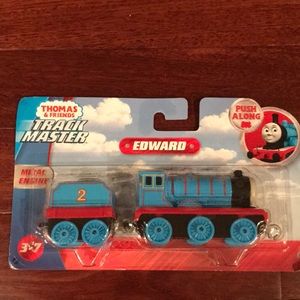 THOMAS
& FRIENDS
TRACK
MASTER
PUSH
ALONG
EDWARD
METAL
ENGINE
2
3-7